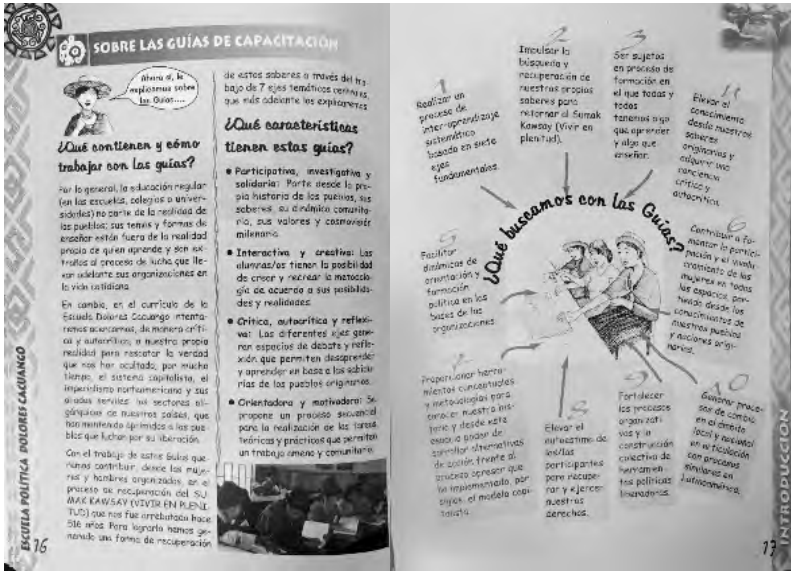 SOBRE LAS GUÍAS DE CAPACITACIÓN
Ahora sí, le
explicamos sobre
las Guías....
¿Qué contienen y cómo
trabajar con las guías?
Por lo general, la educación regular
(en las escuelas, colegios o univer-
sidades) no parte de la realidad de
los pueblos; sus temas y formas de
enseñar están fuera de la realidad
propia de quien aprende y son ex-
traños al proceso de lucha que lle-
van adelante sus organizaciones en
la vida cotidiana.
En cambio, en el currículo de la
Escuela Dolores Cacuango intenta-
remos acercarnos, de manera críti-
ca y autocrítica, a nuestra propia
realidad para rescatar la verdad
que nos han ocultado, por mucho
tiempo, el sistema capitalista, el
imperialismo norteamericano y sus
aliados serviles los sectores oli-
gárquicos de nuestros países, que
han mantenido oprimidos a los pue-
blos que luchan por su liberación.
Con el trabajo de estas Guías que-
remos contribuir, desde las muje-
res y hombres organizados, en el
proceso de recuperación del SU-
MAK KAWSAY (VIVIR EN PLENI-
TUD) que nos fue arrebatado hace
516 años. Para lograrlo hemos ge-
nerado una forma de recuperación
de estos saberes a través del tra-
bajo de 7 ejes temáticos centrales,
que más adelante los explicaremos
¿Qué características
tienen estas guías?
• Participativa, investigativa y
solidaria: Parte desde la pro-
pia historia de los pueblos, sus
saberes, su dinámica comunita-
ria, sus valores y cosmovisión
milenaria.
• Interactiva y creativa: Las
alumnas/os tienen la posibilidad
de crear y recrear la metodolo-
gía de acuerdo a sus posibilida-
des y realidades.
• Crítica, autocrítica y reflexi-
va: Los diferentes ejes gene-
ran espacios de debate y refle-
xión que permiten desaprender
y aprender en base a las sabidu-
rías de los pueblos originarios.
• Orientadora y motivadora: Se
propone un proceso secuencial
para la realización de las tareas
teóricas y prácticas que permitan
un trabajo ameno y comunitario.
ESCUELA POLÍTICA DOLORES CACUANGO
16
1
Realizar un
proceso de
inter-aprendizaje
sistemático
basado en siete
ejes
fundamentales.
2
Impulsar la
búsqueda y
recuperación de
nuestros propios
saberes para
retornar al Sumak
Kawsay (Vivir en
plenitud).
3
Ser sujetos
en proceso de
formación en
el que todas y
todos
tenemos algo
que aprender
y algo que
enseñar.
Elevar el
conocimiento
desde nuestros
saberes
originarios y
adquirir una
conciencia
crítica y
autocrítica.
¿Qué buscamos con las Guías?
5
Facilitar
dinámicas de
orientación y
formación
política en las
bases de las
organizaciones.
6
Contribuir a fo-
mentar la partici-
pación y el involu-
cramiento de las
mujeres en todos
los espacios, par-
tiendo desde los
conocimientos de
nuestros pueblos
y naciones origi-
narios.
7
Proporcionar herra-
mientas conceptuales
y metodológicas para
conocer nuestra his-
toria y desde este
espacio poder de-
sarrollar alternativas
de acción frente al
proceso opresor que
ha implementado, por
siglos, el modelo capi-
talista.
8
Elevar el
autoestima de
los/las
participantes
para recupe-
rar y ejercer
nuestros
derechos.
9
Fortalecer
los procesos
organizati-
vos y la
construcción
colectiva de
herramien-
tas políticas
liberadoras.
Generar proce-
sos de cambio
en el ámbito
local y nacional
en articulación
con procesos
similares en
Latinoamérica.
INTRODUCCION
17